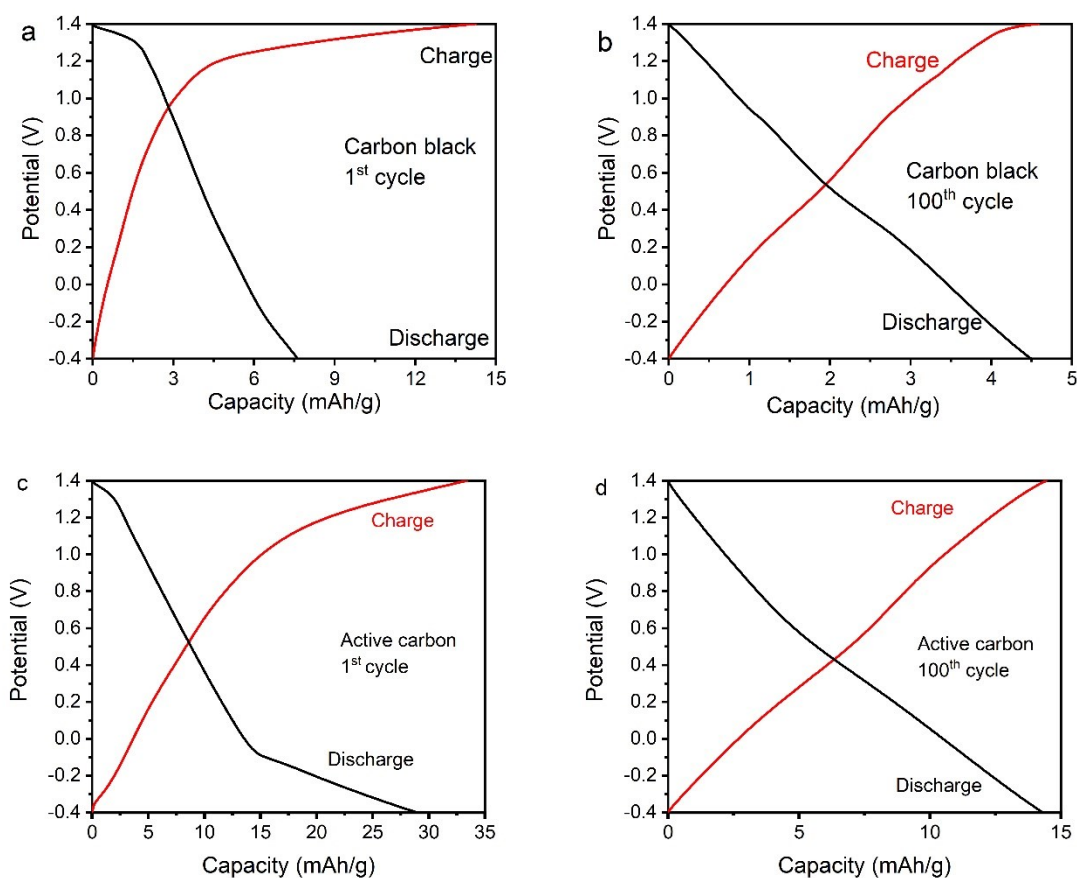 a
1.4
1.2
1.0
0.8
0.6
0.4
0.2
0.0
-0.2
-0.4
Potential (V)
Charge
Carbon black
1st cycle
Discharge
0 3 6 9 12 15
Capacity (mAh/g)
b
1.4
1.2
1.0
0.8
0.6
0.4
0.2
0.0
-0.2
-0.4
Potential (V)
Charge
Carbon black
100th cycle
Discharge
0 1 2 3 4 5
Capacity (mAh/g)
c
1.4
1.2
1.0
0.8
0.6
0.4
0.2
0.0
-0.2
-0.4
Potential (V)
Charge
Active carbon
1st cycle
Discharge
0 5 10 15 20 25 30 35
Capacity (mAh/g)
d
1.4
1.2
1.0
0.8
0.6
0.4
0.2
0.0
-0.2
-0.4
Potential (V)
Charge
Active carbon
100th cycle
Discharge
0 5 10 15
Capacity (mAh/g)